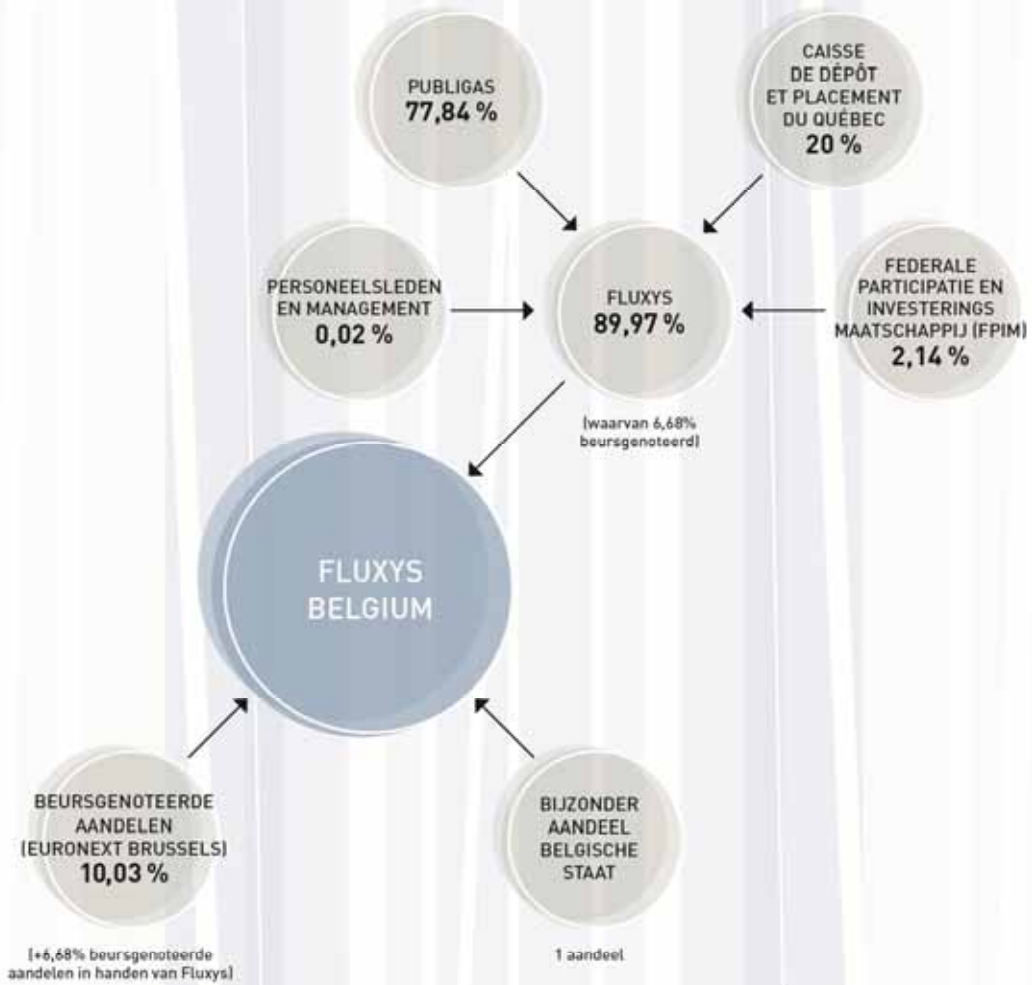 PUBLIGAS
77,84 %
CAISSE
DE DÉPÔT
ET PLACEMENT
DU QUÉBEC
20 %
PERSONEELSLEDEN
EN MANAGEMENT
0,02 %
FLUXYS
89,97 %
(waarvan 6,68%
beursgenoteerd)
FEDERALE
PARTICIPATIE EN
INVESTERINGS
MAATSCHAPPIJ (FPIM)
2,14 %
FLUXYS
BELGIUM
BEURSGENOTEERDE
AANDELEN
(EURONEXT BRUSSELS)
10,03 %
(+6,68% beursgenoteerde
aandelen in handen van Fluxys)
BIJZONDER
AANDEEL
BELGISCHE
STAAT
1 aandeel